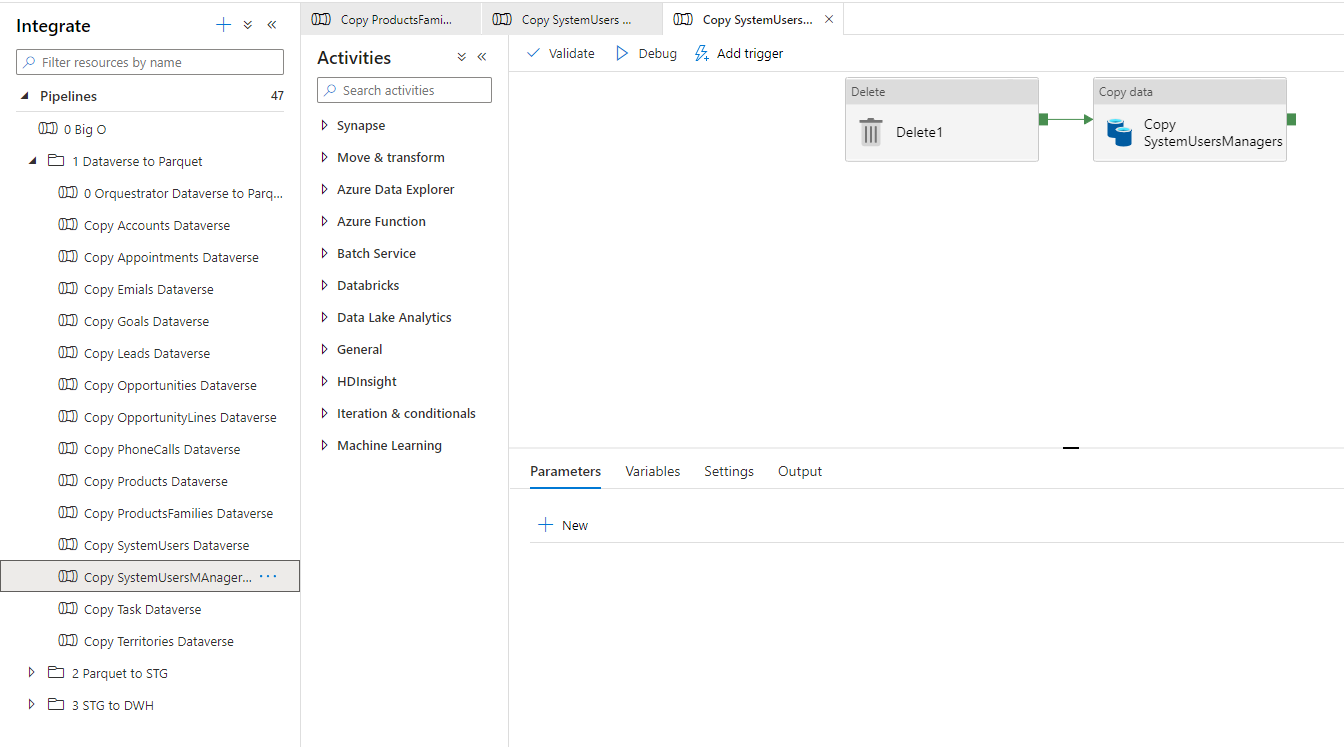 Integrate
Filter resources by name
Pipelines 47
0 Big O
1 Dataverse to Parquet
0 Orquestrator Dataverse to Parq...
Copy Accounts Dataverse
Copy Appointments Dataverse
Copy Emials Dataverse
Copy Goals Dataverse
Copy Leads Dataverse
Copy Opportunities Dataverse
Copy OpportunityLines Dataverse
Copy PhoneCalls Dataverse
Copy Products Dataverse
Copy ProductsFamilies Dataverse
Copy SystemUsers Dataverse
Copy SystemUsersMAnager... ...
Copy Task Dataverse
Copy Territories Dataverse
2 Parquet to STG
3 STG to DWH
Copy ProductsFami...
Copy SystemUsers ...
Copy SystemUsers...
Activities
Search activities
Synapse
Move & transform
Azure Data Explorer
Azure Function
Batch Service
Databricks
Data Lake Analytics
General
HDInsight
Iteration & conditionals
Machine Learning
Validate Debug Add trigger
Delete
Delete1
Copy data
Copy
SystemUsersManagers
Parameters Variables Settings Output
New